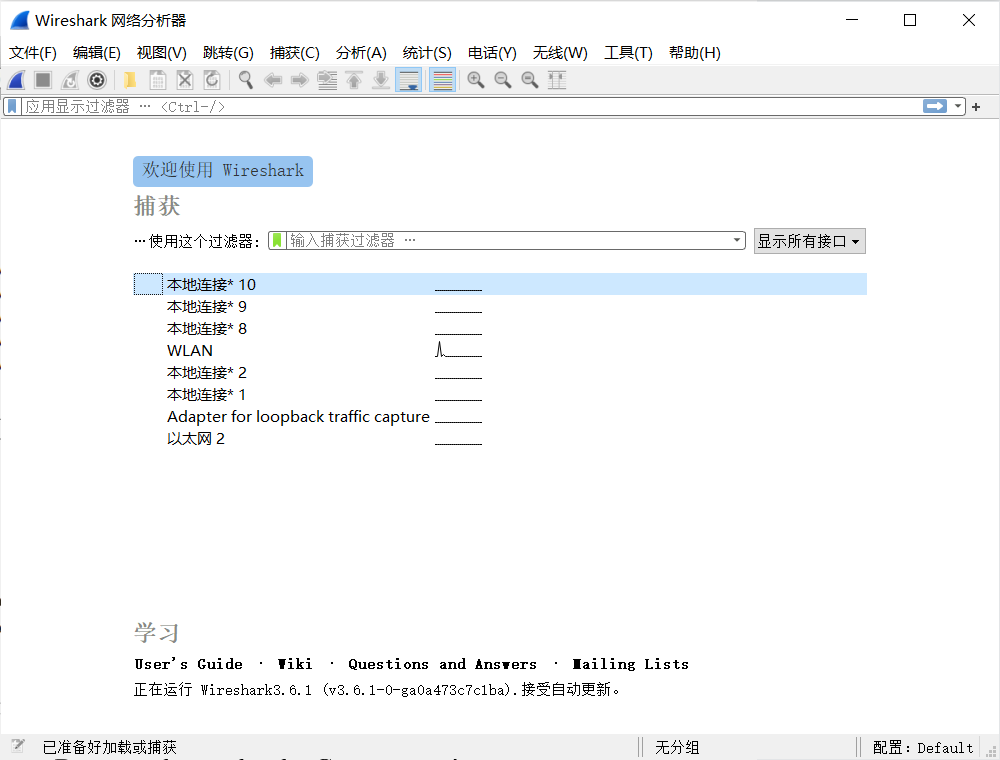 Wireshark 网络分析器
文件(F) 编辑(E) 视图(V) 跳转(G) 捕获(C) 分析(A) 统计(S) 电话(Y) 无线(W) 工具(T) 帮助(H)
应用显示过滤器 … <Ctrl-/>
欢迎使用 Wireshark
捕获
…使用这个过滤器: 输入捕获过滤器 … 显示所有接口
本地连接* 10
本地连接* 9
本地连接* 8
WLAN
本地连接* 2
本地连接* 1
Adapter for loopback traffic capture
以太网 2
学习
User's Guide · Wiki · Questions and Answers · Mailing Lists
正在运行 Wireshark3.6.1 (v3.6.1-0-ga0a473c7c1ba).接受自动更新。
已准备好加载或捕获 无分组 配置: Default